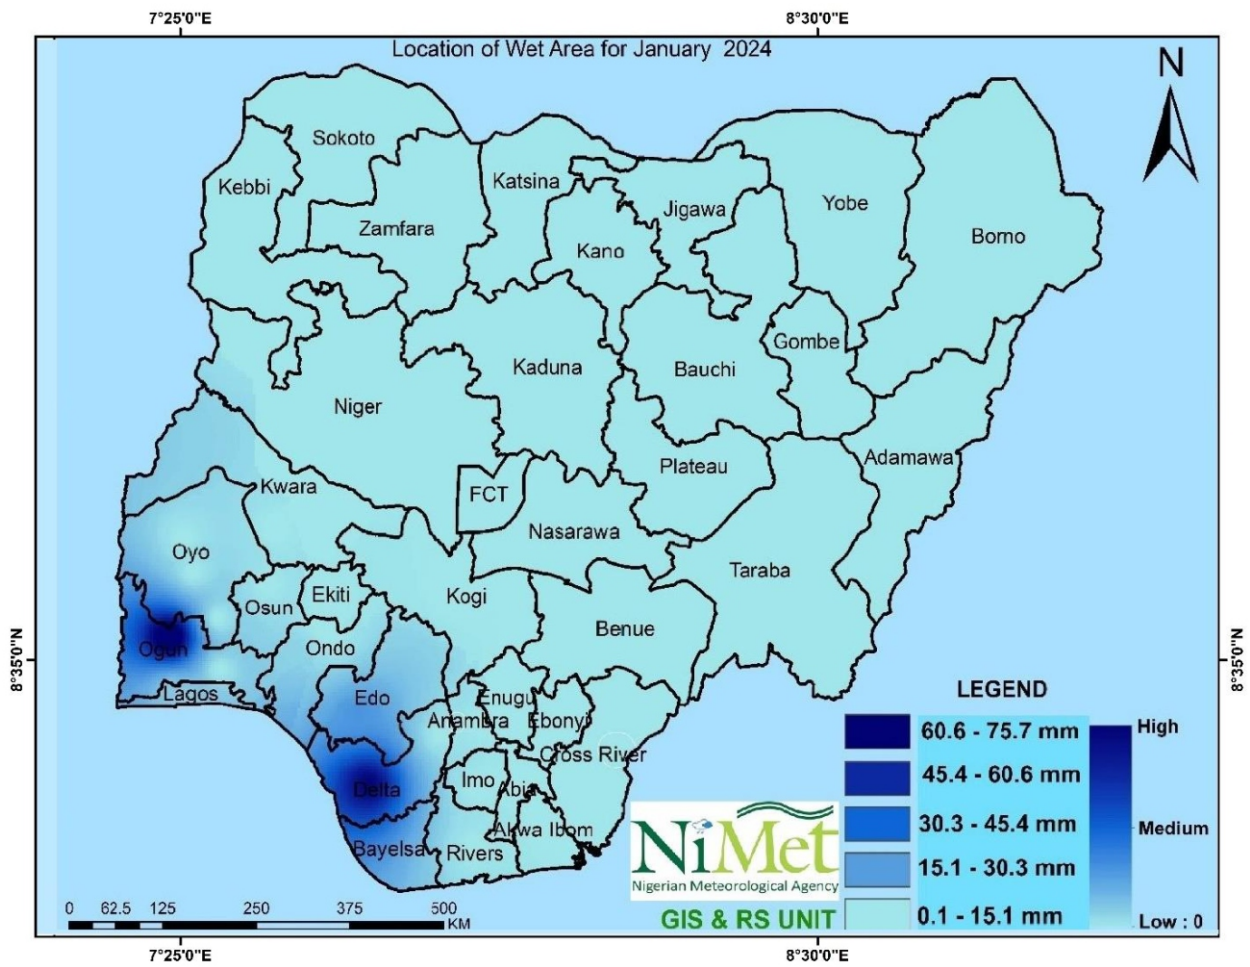 7°25'0"E
8°30'0"E
Location of Wet Area for January 2024
N
Sokoto
Kebbi
Katsina
Zamfara
Jigawa
Yobe
Kano
Borno
Gombe
Kaduna
Bauchi
Niger
Adamawa
Plateau
Kwara
FCT
Nasarawa
Oyo
Taraba
Ekiti
Kogi
Osun
Benue
Ogun
Ondo
8°35'0"N
8°35'0"N
Lagos
Edo
Enugu
Anambra
Ebonyi
Cross River
Imo
Abia
Delta
Akwa Ibom
Bayelsa
Rivers
LEGEND
60.6 - 75.7 mm
45.4 - 60.6 mm
30.3 - 45.4 mm
15.1 - 30.3 mm
0.1 - 15.1 mm
High
Medium
Low : 0
NiMet
Nigerian Meteorological Agency
GIS & RS UNIT
0 62.5 125 250 375 500
KM
7°25'0"E
8°30'0"E